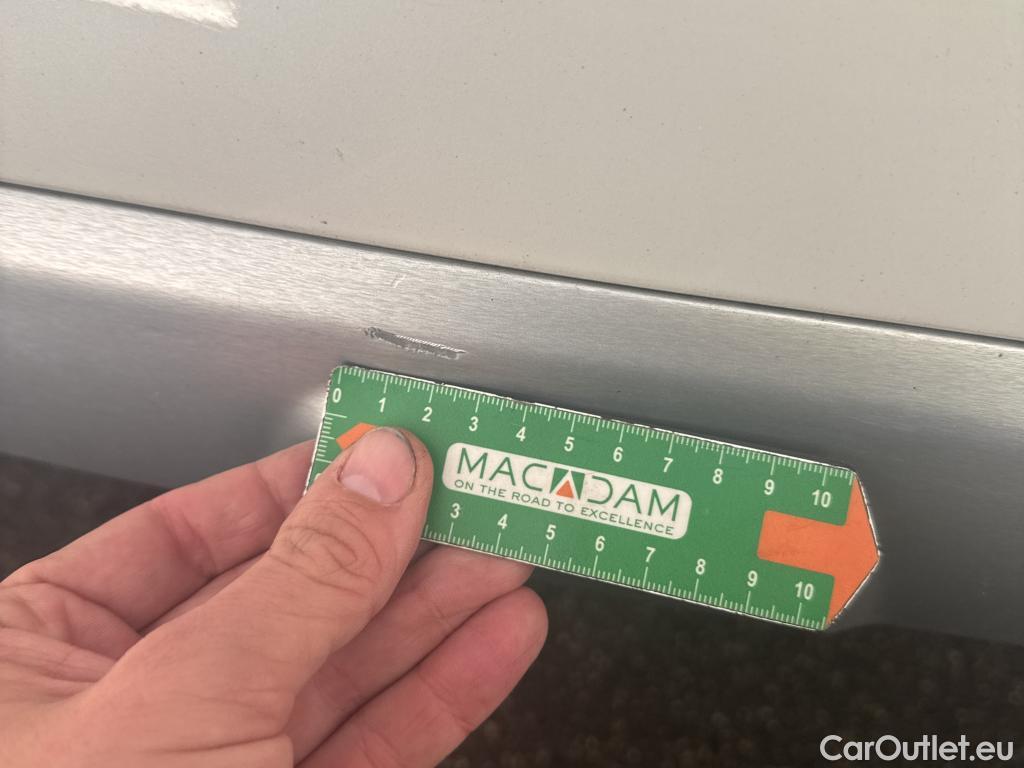 0 1 2 3 4 5 6 7 8 9 10
MACADAM
ON THE ROAD TO EXCELLENCE
3 4 5 6 7 8 9 10
CarOutlet.eu